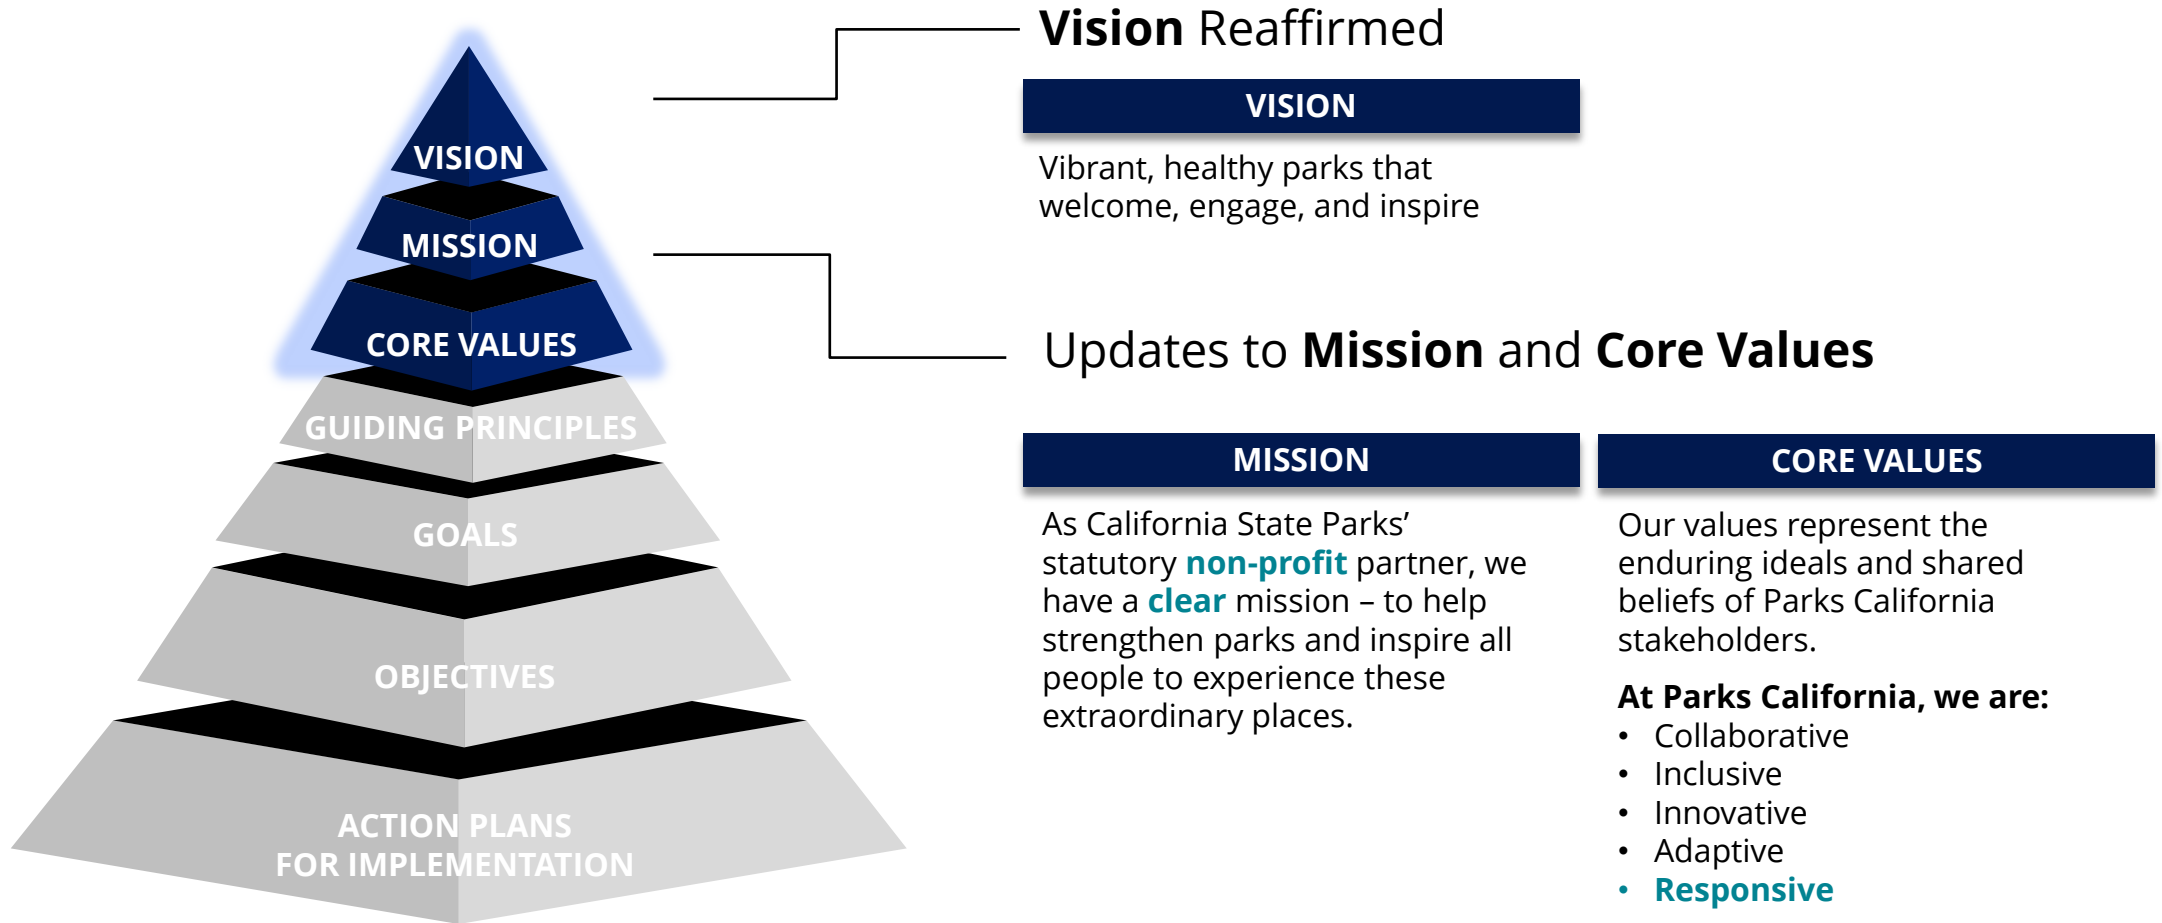 VISION
MISSION
CORE VALUES
GUIDING PRINCIPLES
GOALS
OBJECTIVES
ACTION PLANS
FOR IMPLEMENTATION
Vision Reaffirmed
VISION
Vibrant, healthy parks that
welcome, engage, and inspire
Updates to Mission and Core Values
MISSION
As California State Parks’
statutory non-profit partner, we
have a clear mission – to help
strengthen parks and inspire all
people to experience these
extraordinary places.
CORE VALUES
Our values represent the
enduring ideals and shared
beliefs of Parks California
stakeholders.
At Parks California, we are:
• Collaborative
• Inclusive
• Innovative
• Adaptive
• Responsive